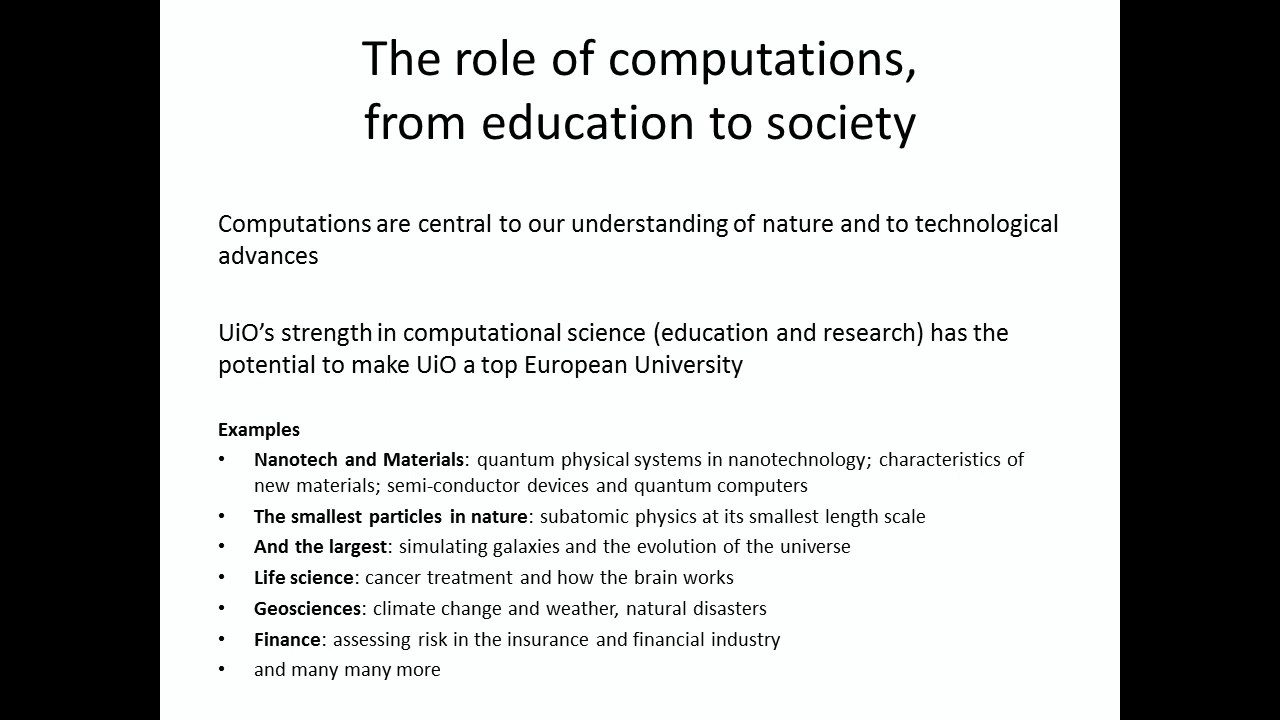 The role of computations,
from education to society
Computations are central to our understanding of nature and to technological
advances
UiO’s strength in computational science (education and research) has the
potential to make UiO a top European University
Examples
• Nanotech and Materials: quantum physical systems in nanotechnology; characteristics of
new materials; semi-conductor devices and quantum computers
• The smallest particles in nature: subatomic physics at its smallest length scale
• And the largest: simulating galaxies and the evolution of the universe
• Life science: cancer treatment and how the brain works
• Geosciences: climate change and weather, natural disasters
• Finance: assessing risk in the insurance and financial industry
• and many many more